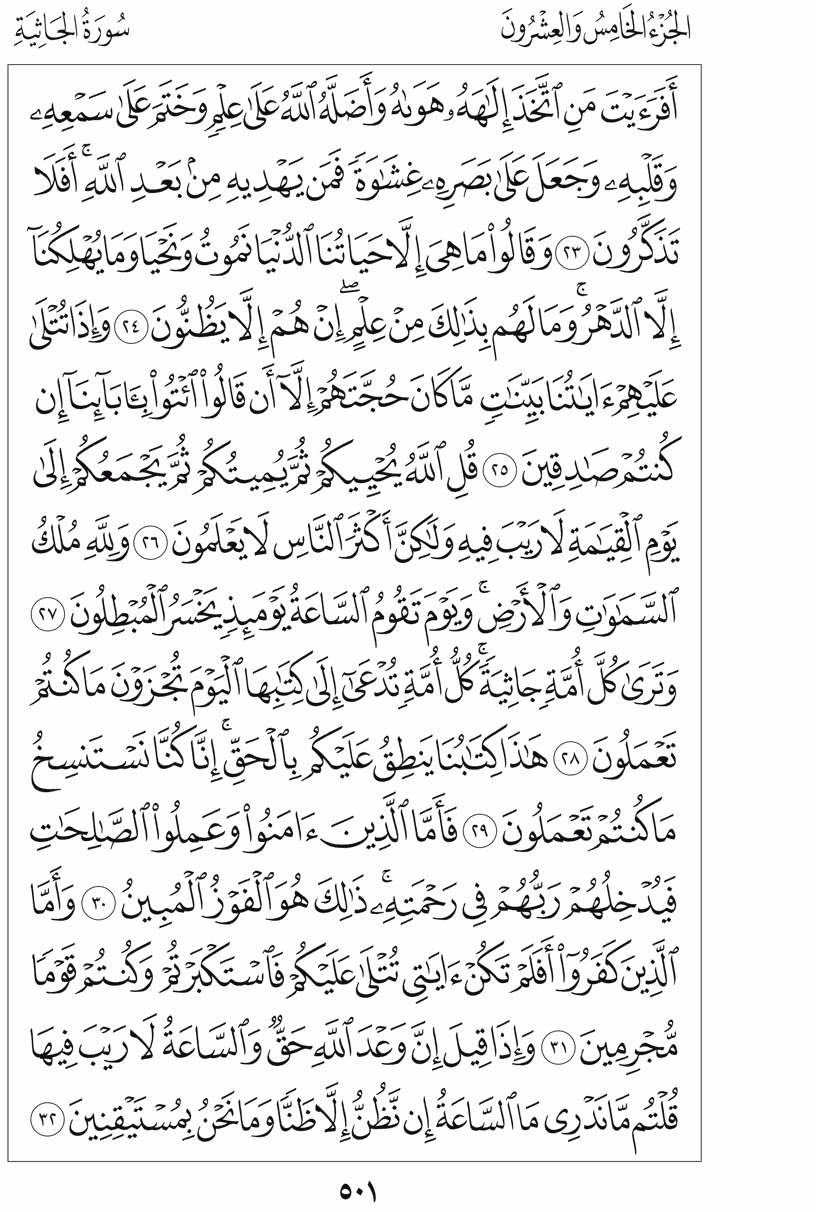 الجُزْءُ الخَامِسُ وَالعِشْرُونَ
سُورَةُ الجَاثِيَةِ
أَفَرَءَيْتَ مَنِ ٱتَّخَذَ إِلَٰهَهُۥ هَوَىٰهُ وَأَضَلَّهُ ٱللَّهُ عَلَىٰ عِلْمٍ وَخَتَمَ عَلَىٰ سَمْعِهِۦ
وَقَلْبِهِۦ وَجَعَلَ عَلَىٰ بَصَرِهِۦ غِشَٰوَةً فَمَن يَهْدِيهِ مِنۢ بَعْدِ ٱللَّهِۚ أَفَلَا
تَذَكَّرُونَ ٢٣ وَقَالُوا۟ مَا هِىَ إِلَّا حَيَاتُنَا ٱلدُّنْيَا نَمُوتُ وَنَحْيَا وَمَا يُهْلِكُنَآ
إِلَّا ٱلدَّهْرُۚ وَمَا لَهُم بِذَٰلِكَ مِنْ عِلْمٍۖ إِنْ هُمْ إِلَّا يَظُنُّونَ ٢٤ وَإِذَا تُتْلَىٰ
عَلَيْهِمْ ءَايَٰتُنَا بَيِّنَٰتٍ مَّا كَانَ حُجَّتَهُمْ إِلَّآ أَن قَالُوا۟ ٱئْتُوا۟ بِـَٔابَآئِنَآ إِن
كُنتُمْ صَٰدِقِينَ ٢٥ قُلِ ٱللَّهُ يُحْيِيكُمْ ثُمَّ يُمِيتُكُمْ ثُمَّ يَجْمَعُكُمْ إِلَىٰ
يَوْمِ ٱلْقِيَٰمَةِ لَا رَيْبَ فِيهِ وَلَٰكِنَّ أَكْثَرَ ٱلنَّاسِ لَا يَعْلَمُونَ ٢٦ وَلِلَّهِ مُلْكُ
ٱلسَّمَٰوَٰتِ وَٱلْأَرْضِۚ وَيَوْمَ تَقُومُ ٱلسَّاعَةُ يَوْمَئِذٍ يَخْسَرُ ٱلْمُبْطِلُونَ ٢٧
وَتَرَىٰ كُلَّ أُمَّةٍ جَاثِيَةًۚ كُلُّ أُمَّةٍ تُدْعَىٰٓ إِلَىٰ كِتَٰبِهَا ٱلْيَوْمَ تُجْزَوْنَ مَا كُنتُمْ
تَعْمَلُونَ ٢٨ هَٰذَا كِتَٰبُنَا يَنطِقُ عَلَيْكُم بِٱلْحَقِّۚ إِنَّا كُنَّا نَسْتَنسِخُ
مَا كُنتُمْ تَعْمَلُونَ ٢٩ فَأَمَّا ٱلَّذِينَ ءَامَنُوا۟ وَعَمِلُوا۟ ٱلصَّٰلِحَٰتِ
فَيُدْخِلُهُمْ رَبُّهُمْ فِى رَحْمَتِهِۦۚ ذَٰلِكَ هُوَ ٱلْفَوْزُ ٱلْمُبِينُ ٣٠ وَأَمَّا
ٱلَّذِينَ كَفَرُوٓا۟ أَفَلَمْ تَكُنْ ءَايَٰتِى تُتْلَىٰ عَلَيْكُمْ فَٱسْتَكْبَرْتُمْ وَكُنتُمْ قَوْمًا
مُّجْرِمِينَ ٣١ وَإِذَا قِيلَ إِنَّ وَعْدَ ٱللَّهِ حَقٌّ وَٱلسَّاعَةُ لَا رَيْبَ فِيهَا
قُلْتُم مَّا نَدْرِى مَا ٱلسَّاعَةُ إِن نَّظُنُّ إِلَّا ظَنًّا وَمَا نَحْنُ بِمُسْتَيْقِنِينَ ٣٢
٥٠١